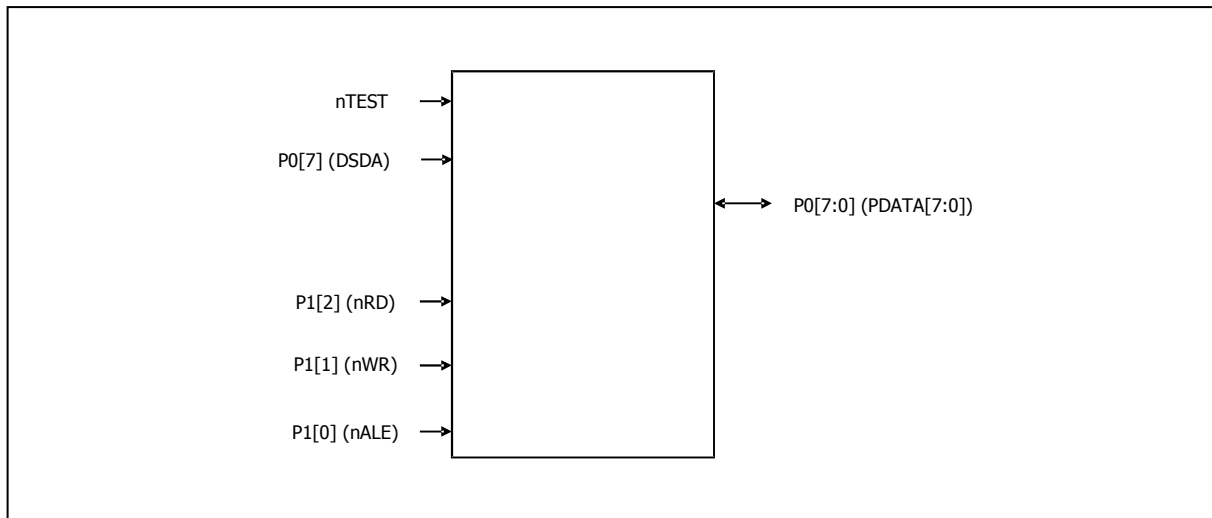 nTEST
P0[7] (DSDA)
P0[7:0] (PDATA[7:0])
P1[2] (nRD)
P1[1] (nWR)
P1[0] (nALE)